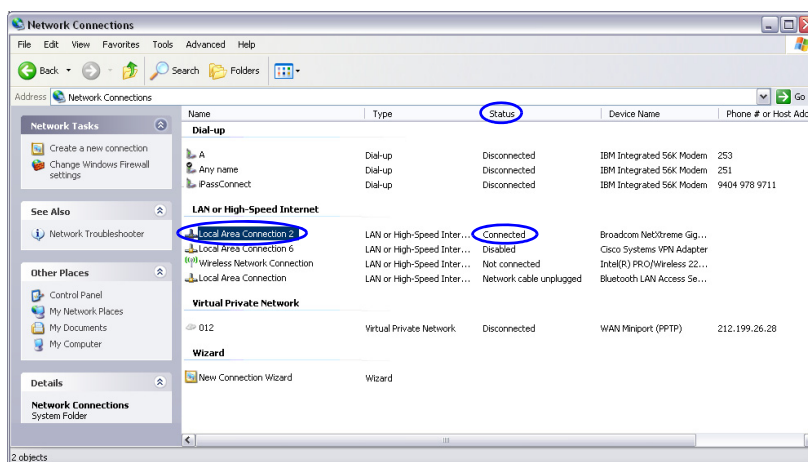 Network Connections
File Edit View Favorites Tools Advanced Help
Back Search Folders
Address Network Connections Go
Network Tasks
Create a new connection
Change Windows Firewall
settings
See Also
Network Troubleshooter
Other Places
Control Panel
My Network Places
My Documents
My Computer
Details
Network Connections
System Folder
Name Type Status Device Name Phone # or Host Add
Dial-up
A Dial-up Disconnected IBM Integrated 56K Modem 253
Any name Dial-up Disconnected IBM Integrated 56K Modem 251
iPassConnect Dial-up Disconnected IBM Integrated 56K Modem 9404 978 9711
LAN or High-Speed Internet
Local Area Connection 2 LAN or High-Speed Inter... Connected Broadcom NetXtreme Gig...
Local Area Connection 6 LAN or High-Speed Inter... Disabled Cisco Systems VPN Adapter
Wireless Network Connection LAN or High-Speed Inter... Not connected Intel(R) PRO/Wireless 22...
Local Area Connection LAN or High-Speed Inter... Network cable unplugged Bluetooth LAN Access Se...
Virtual Private Network
012 Virtual Private Network Disconnected WAN Miniport (PPTP) 212.199.26.28
Wizard
New Connection Wizard Wizard
2 objects